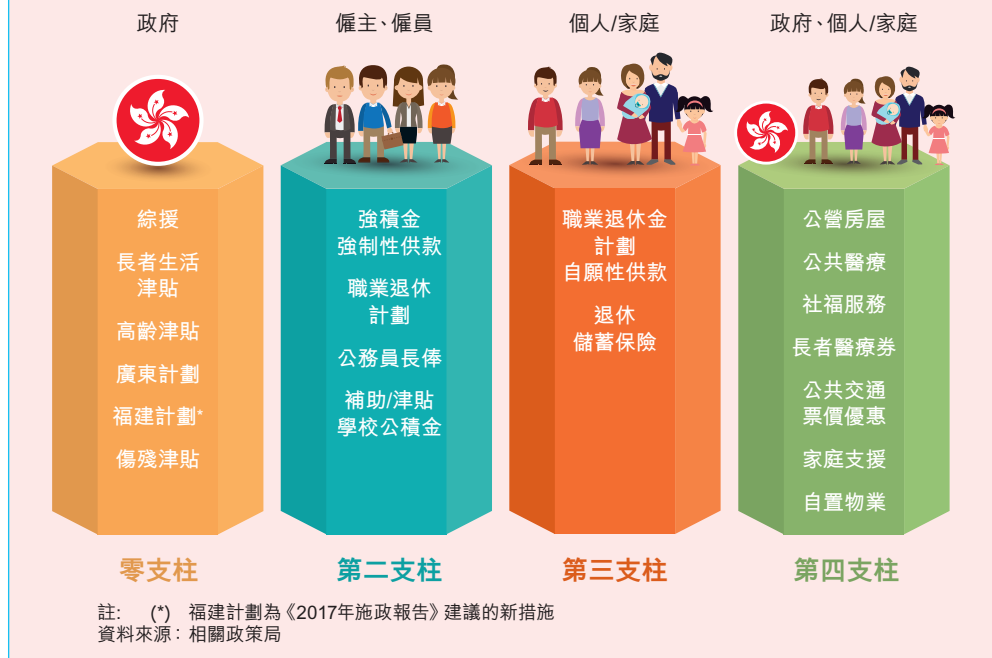 政府
僱主、僱員
個人/家庭
政府、個人/家庭
綜援
長者生活
津貼
高齡津貼
廣東計劃
福建計劃*
傷殘津貼
強積金
強制性供款
職業退休
計劃
公務員長俸
補助/津貼
學校公積金
職業退休金
計劃
自願性供款
退休
儲蓄保險
公營房屋
公共醫療
社福服務
長者醫療券
公共交通
票價優惠
家庭支援
自置物業
零支柱
第二支柱
第三支柱
第四支柱
註: (*) 福建計劃為《2017年施政報告》建議的新措施
資料來源：相關政策局